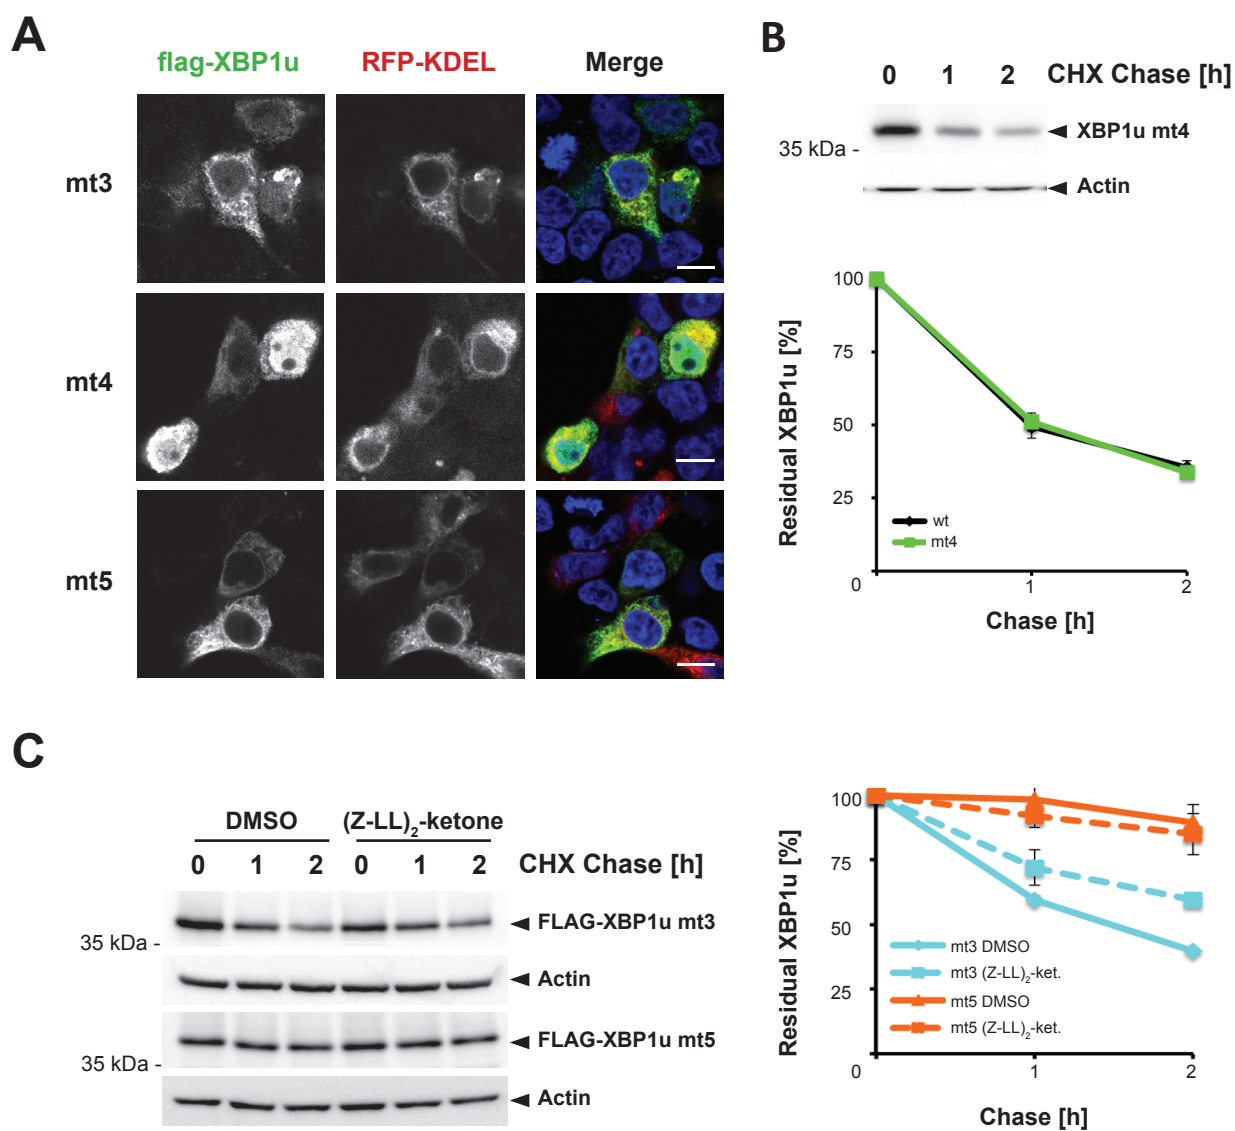 A
flag-XBP1u RFP-KDEL Merge
mt3
mt4
mt5
B
0 1 2 CHX Chase [h]
XBP1u mt4
35 kDa -
Actin
Residual XBP1u [%]
100
75
50
25
0
wt
mt4
1 2
Chase [h]
C
DMSO (Z-LL)₂-ketone
0 1 2 0 1 2 CHX Chase [h]
FLAG-XBP1u mt3
35 kDa -
Actin
FLAG-XBP1u mt5
35 kDa -
Actin
Residual XBP1u [%]
100
75
50
25
0
mt3 DMSO
mt3 (Z-LL)₂-ket.
mt5 DMSO
mt5 (Z-LL)₂-ket.
1 2
Chase [h]